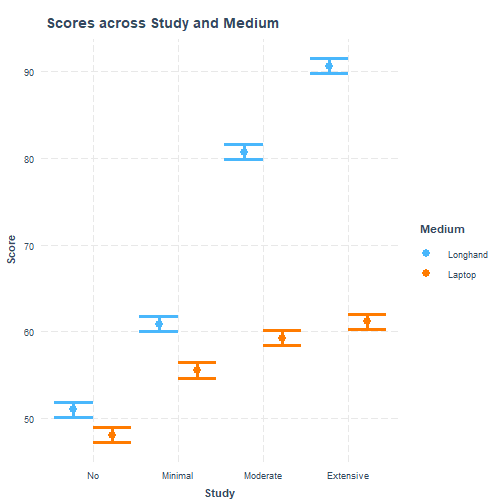 Scores across Study and Medium
Score
90
80
70
60
50
No Minimal Moderate Extensive
Study
Medium
Longhand
Laptop